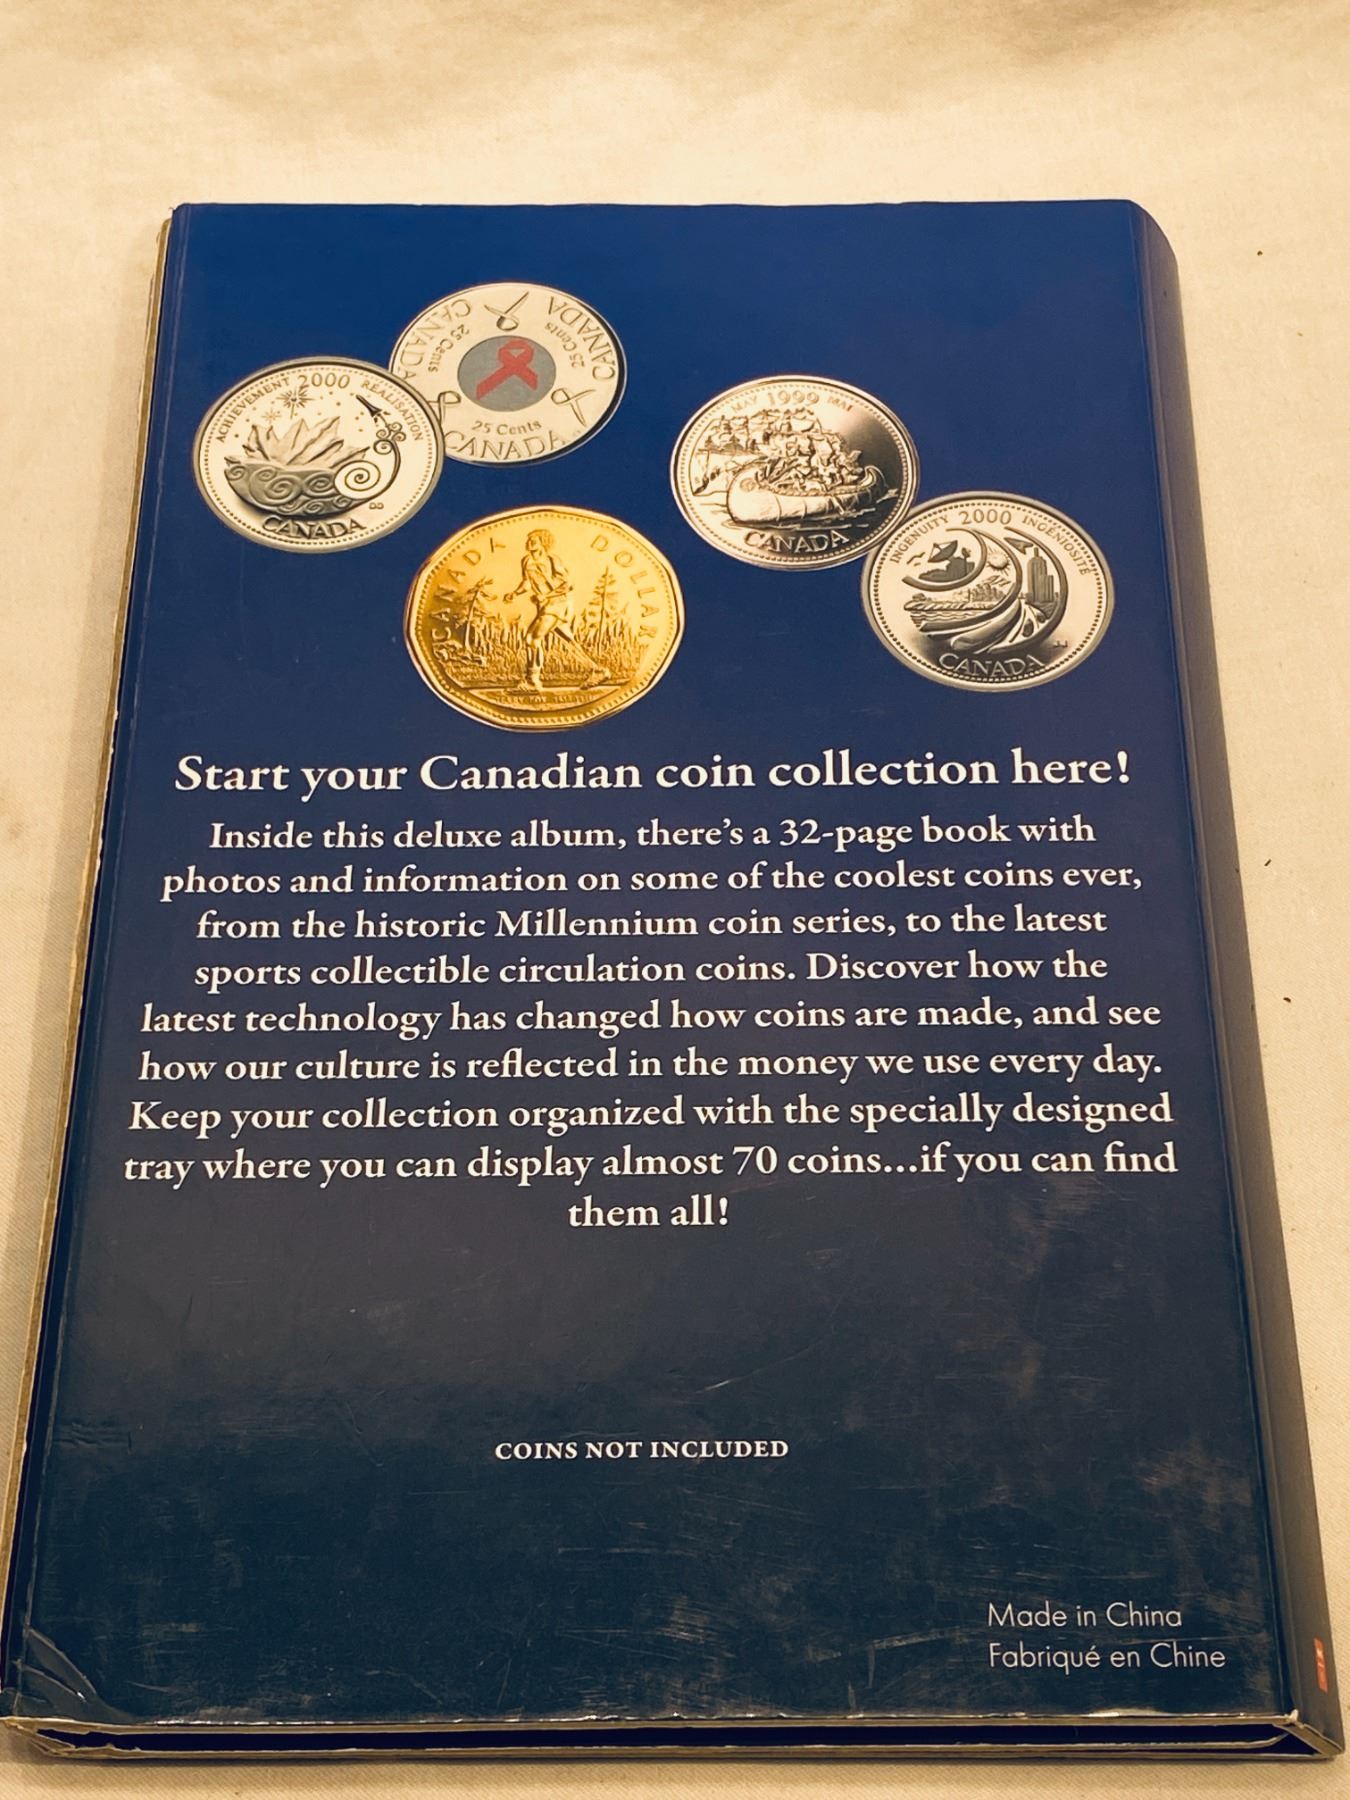 CANADA
25 Cents
CANADA
25 Cents
CANADA
25 Cents
ACHIEVEMENT 2000 RÉALISATION
CANADA
MAY 1999 MAI
CANADA
INGENUITY 2000 INGÉNIOSITÉ
CANADA
CANADA DOLLAR
Start your Canadian coin collection here!
Inside this deluxe album, there's a 32-page book with
photos and information on some of the coolest coins ever,
from the historic Millennium coin series, to the latest
sports collectible circulation coins. Discover how the
latest technology has changed how coins are made, and see
how our culture is reflected in the money we use every day.
Keep your collection organized with the specially designed
tray where you can display almost 70 coins...if you can find
them all!
COINS NOT INCLUDED
Made in China
Fabriqué en Chine